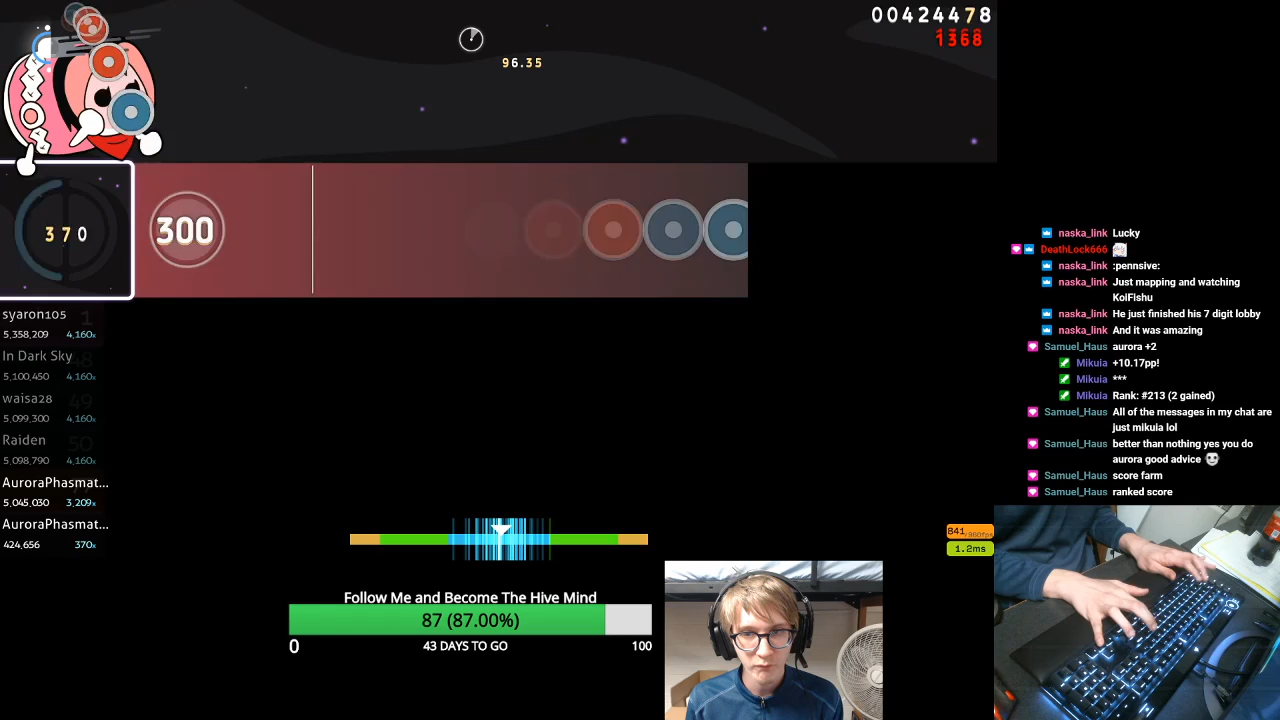 00424478
1368
96.35
370
300
syaron105 1
5,358,209 4,160x
In Dark Sky 48
5,100,450 4,160x
waisa28 49
4,160x
5,099,300
Raiden 50
5,098,790 4,160x
AuroraPhasmat...
5,045,030 3,209x
AuroraPhasmat...
424,656 370x
Follow Me and Become The Hive Mind
87 (87.00%)
0 43 DAYS TO GO 100
naska_link Lucky
DeathLock666
naska_link :pennsive:
naska_link Just mapping and watching
KoiFishu
naska_link He just finished his 7 digit lobby
naska_link And it was amazing
Samuel_Haus aurora +2
Mikuia +10.17pp!
Mikuia ***
Mikuia Rank: #213 (2 gained)
Samuel_Haus All of the messages in my chat are
just mikuia lol
Samuel_Haus better than nothing yes you do
aurora good advice
Samuel_Haus score farm
Samuel_Haus ranked score
841/960fps
1.2ms